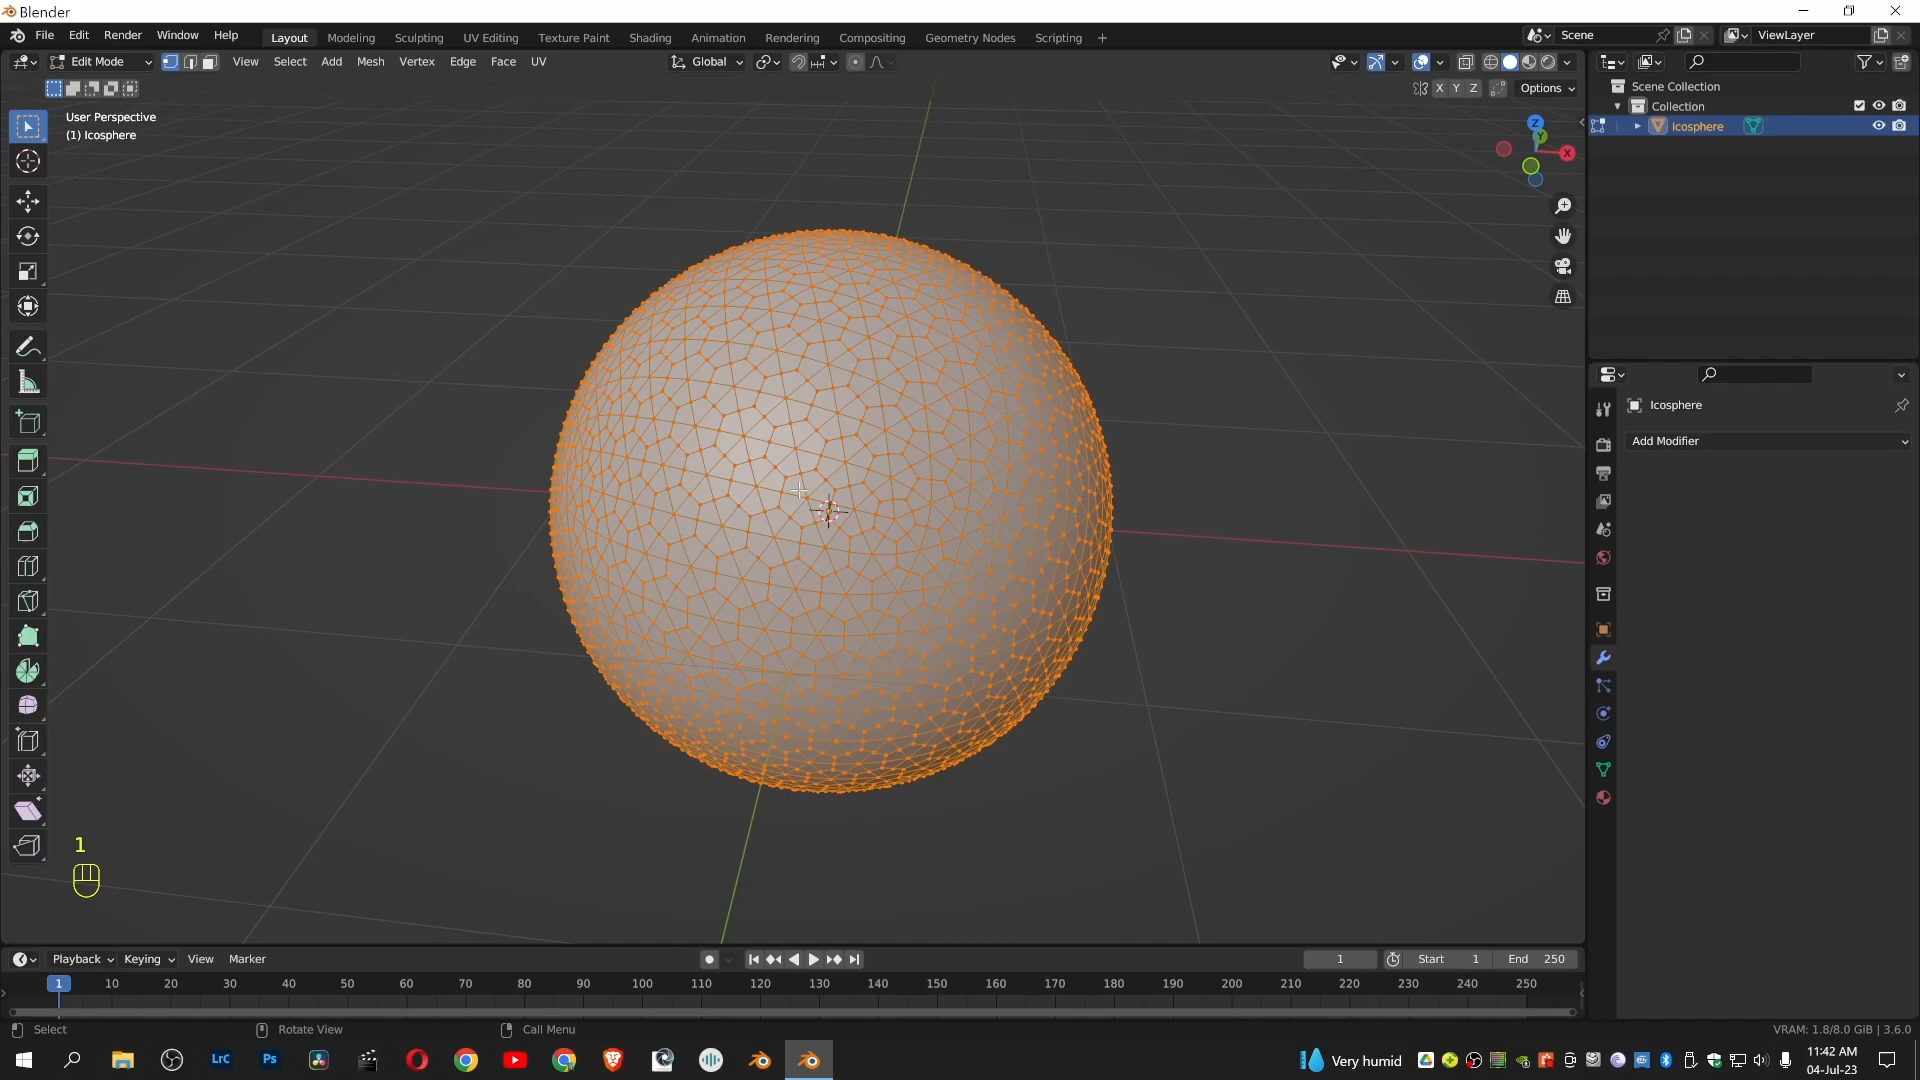 Blender
File Edit Render Window Help Layout Modeling Sculpting UV Editing Texture Paint Shading Animation Rendering Compositing Geometry Nodes Scripting + Scene ViewLayer
Edit Mode View Select Add Mesh Vertex Edge Face UV Global
X Y Z Options
User Perspective
(1) Icosphere
Z
Y
X
Scene Collection
Collection
Icosphere
Icosphere
Add Modifier
1
Playback Keying View Marker 1 Start 1 End 250
1 10 20 30 40 50 60 70 80 90 100 110 120 130 140 150 160 170 180 190 200 210 220 230 240 250
Select Rotate View Call Menu VRAM: 1.8/8.0 GiB | 3.6.0
LrC Ps Very humid 11:42 AM
04-Jul-23